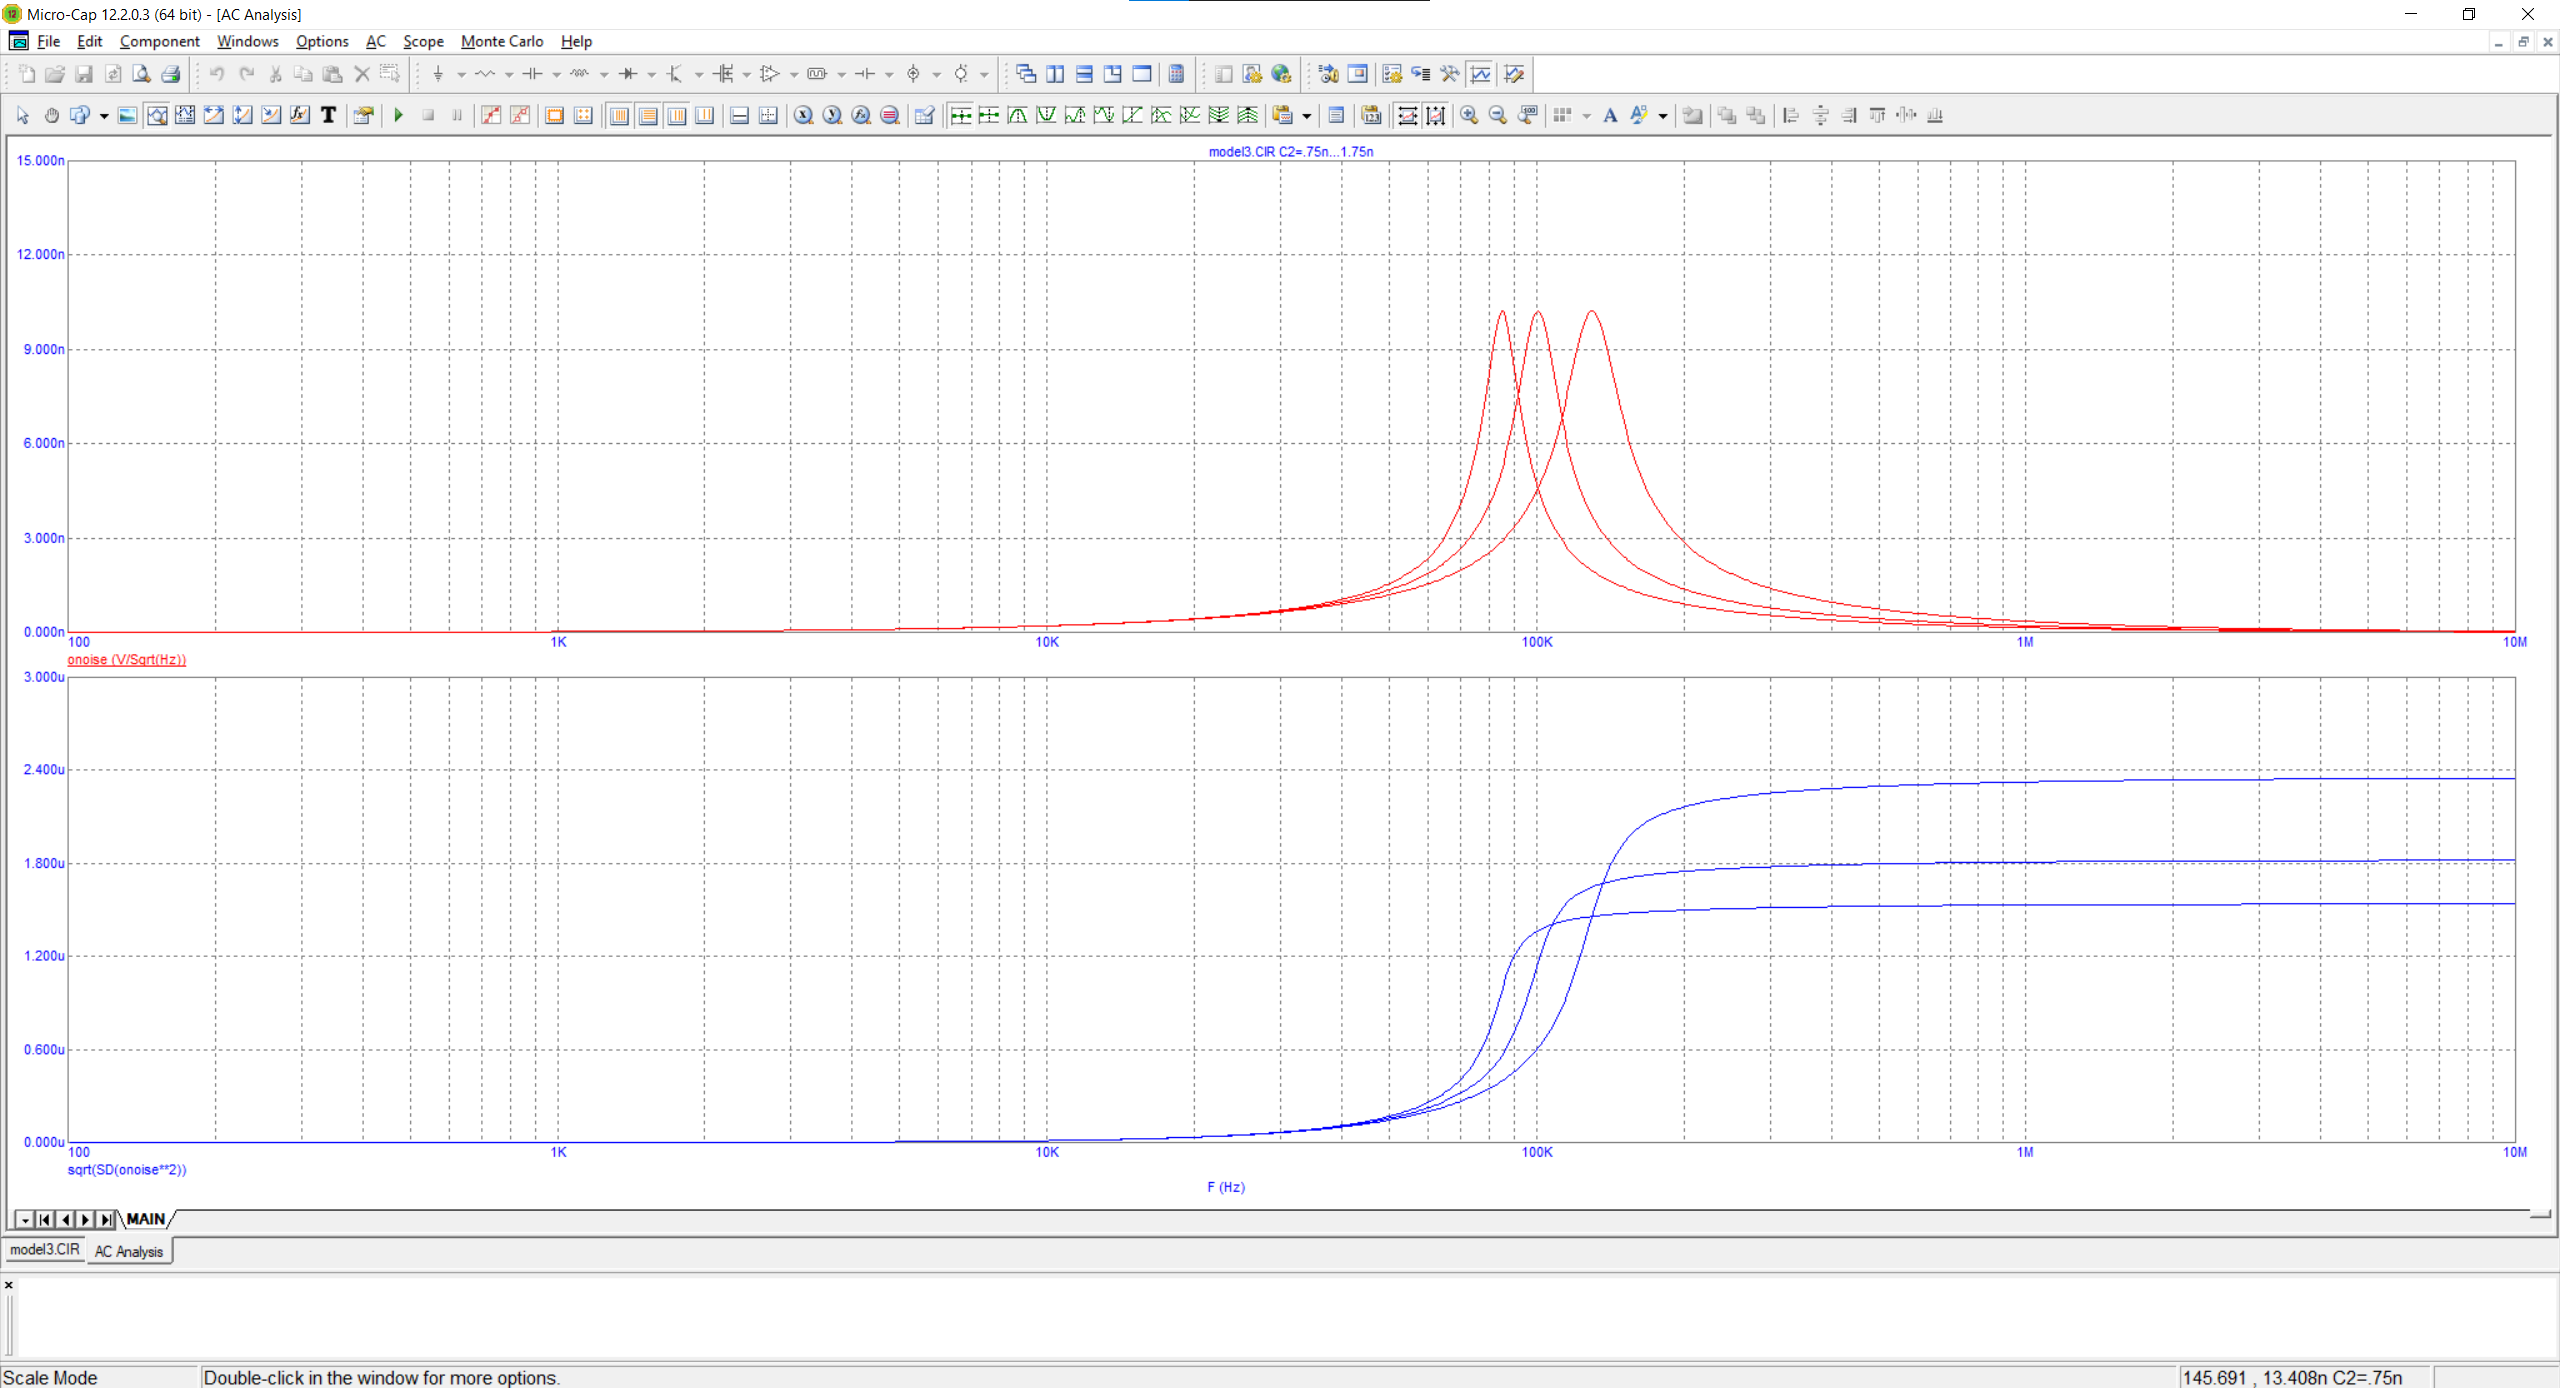 Micro-Cap 12.2.0.3 (64 bit) - [AC Analysis]
File Edit Component Windows Options AC Scope Monte Carlo Help
model3.CIR C2=.75n...1.75n
15.000n
12.000n
9.000n
6.000n
3.000n
0.000n
100 1K 10K 100K 1M 10M
onoise (V/Sqrt(Hz))
3.000u
2.400u
1.800u
1.200u
0.600u
0.000u
100 1K 10K 100K 1M 10M
sqrt(SD(onoise**2))
F (Hz)
MAIN
model3.CIR AC Analysis
Scale Mode Double-click in the window for more options. 145.691 , 13.408n C2=.75n